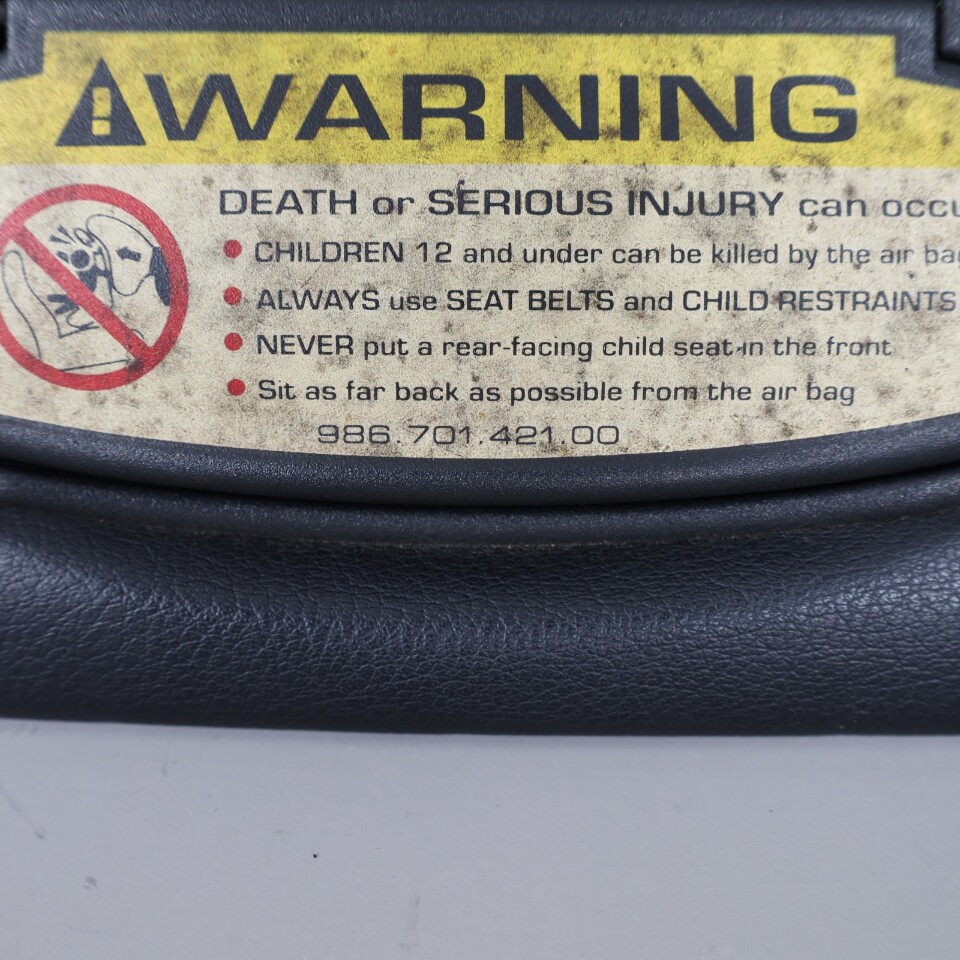 WARNING
DEATH or SERIOUS INJURY can occu
• CHILDREN 12 and under can be killed by the air ba
• ALWAYS use SEAT BELTS and CHILD RESTRAINTS
• NEVER put a rear-facing child seat in the front
• Sit as far back as possible from the air bag
986.701.421.00